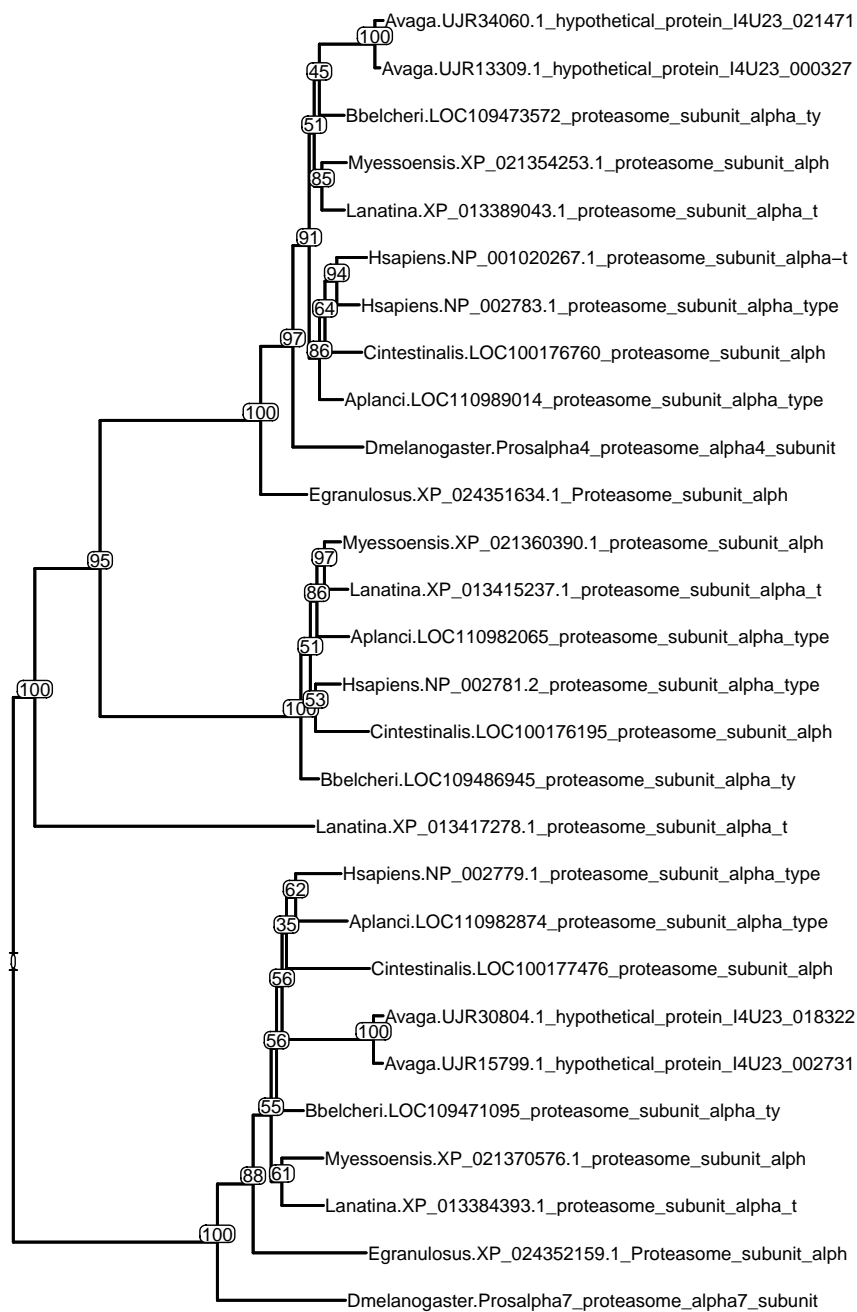 Avaga.UJR34060.1_hypothetical_protein_I4U23_021471
100
Avaga.UJR13309.1_hypothetical_protein_I4U23_000327
45
Bbelcheri.LOC109473572_proteasome_subunit_alpha_ty
51
Myessoensis.XP_021354253.1_proteasome_subunit_alph
85
Lanatina.XP_013389043.1_proteasome_subunit_alpha_t
91
Hsapiens.NP_001020267.1_proteasome_subunit_alpha−t
94
Hsapiens.NP_002783.1_proteasome_subunit_alpha_type
64
97
86
Cintestinalis.LOC100176760_proteasome_subunit_alph
Aplanci.LOC110989014_proteasome_subunit_alpha_type
100
Dmelanogaster.Prosalpha4_proteasome_alpha4_subunit
Egranulosus.XP_024351634.1_Proteasome_subunit_alph
Myessoensis.XP_021360390.1_proteasome_subunit_alph
97
95
Lanatina.XP_013415237.1_proteasome_subunit_alpha_t
86
Aplanci.LOC110982065_proteasome_subunit_alpha_type
51
Hsapiens.NP_002781.2_proteasome_subunit_alpha_type
100
53
100
Cintestinalis.LOC100176195_proteasome_subunit_alph
Bbelcheri.LOC109486945_proteasome_subunit_alpha_ty
Lanatina.XP_013417278.1_proteasome_subunit_alpha_t
Hsapiens.NP_002779.1_proteasome_subunit_alpha_type
62
Aplanci.LOC110982874_proteasome_subunit_alpha_type
35
0
Cintestinalis.LOC100177476_proteasome_subunit_alph
56
Avaga.UJR30804.1_hypothetical_protein_I4U23_018322
100
56
Avaga.UJR15799.1_hypothetical_protein_I4U23_002731
Bbelcheri.LOC109471095_proteasome_subunit_alpha_ty
55
Myessoensis.XP_021370576.1_proteasome_subunit_alph
88
61
Lanatina.XP_013384393.1_proteasome_subunit_alpha_t
100
Egranulosus.XP_024352159.1_Proteasome_subunit_alph
Dmelanogaster.Prosalpha7_proteasome_alpha7_subunit